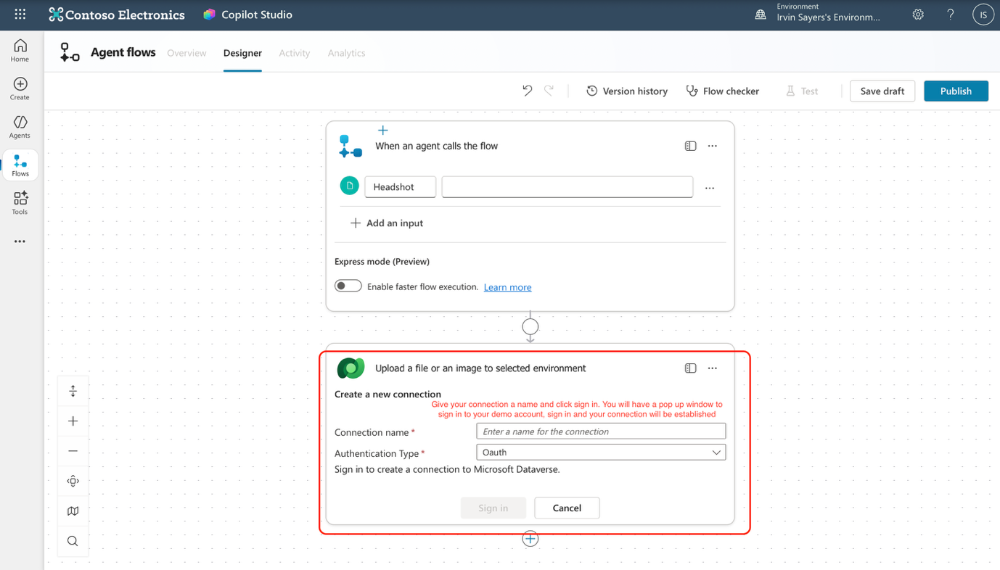 Contoso Electronics
Copilot Studio
Environment
Irvin Sayers's Environm...
IS
Home
Create
Agents
Flows
Tools
Agent flows
Overview
Designer
Activity
Analytics
Version history
Flow checker
Test
Save draft
Publish
When an agent calls the flow
Headshot
Add an input
Express mode (Preview)
Enable faster flow execution. Learn more
Upload a file or an image to selected environment
Create a new connection
Give your connection a name and click sign in. You will have a pop up window to
sign in to your demo account, sign in and your connection will be established
Connection name *
Enter a name for the connection
Authentication Type *
Oauth
Sign in to create a connection to Microsoft Dataverse.
Sign in
Cancel